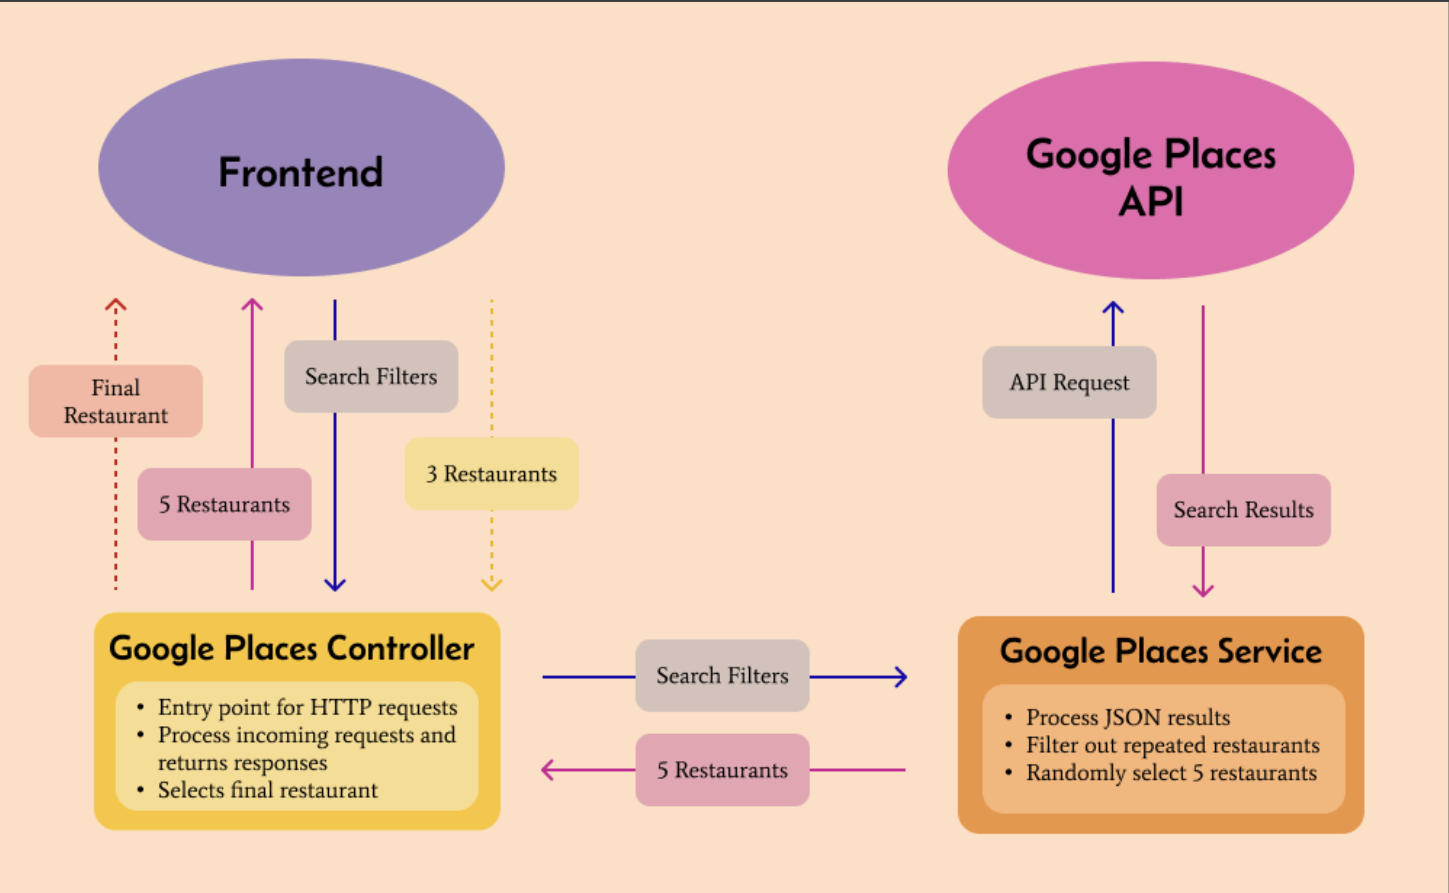 Frontend
Google Places
API
Final
Restaurant
5 Restaurants
Search Filters
3 Restaurants
API Request
Search Results
Google Places Controller
• Entry point for HTTP requests
• Process incoming requests and
returns responses
• Selects final restaurant
Search Filters
5 Restaurants
Google Places Service
• Process JSON results
• Filter out repeated restaurants
• Randomly select 5 restaurants